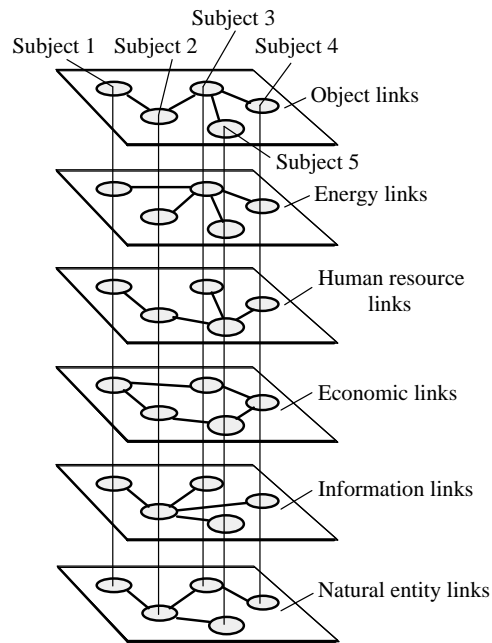 Subject 3
Subject 1
Subject 2
Subject 4
Object links
Subject 5
Energy links
Human resource
links
Economic links
Information links
Natural entity links